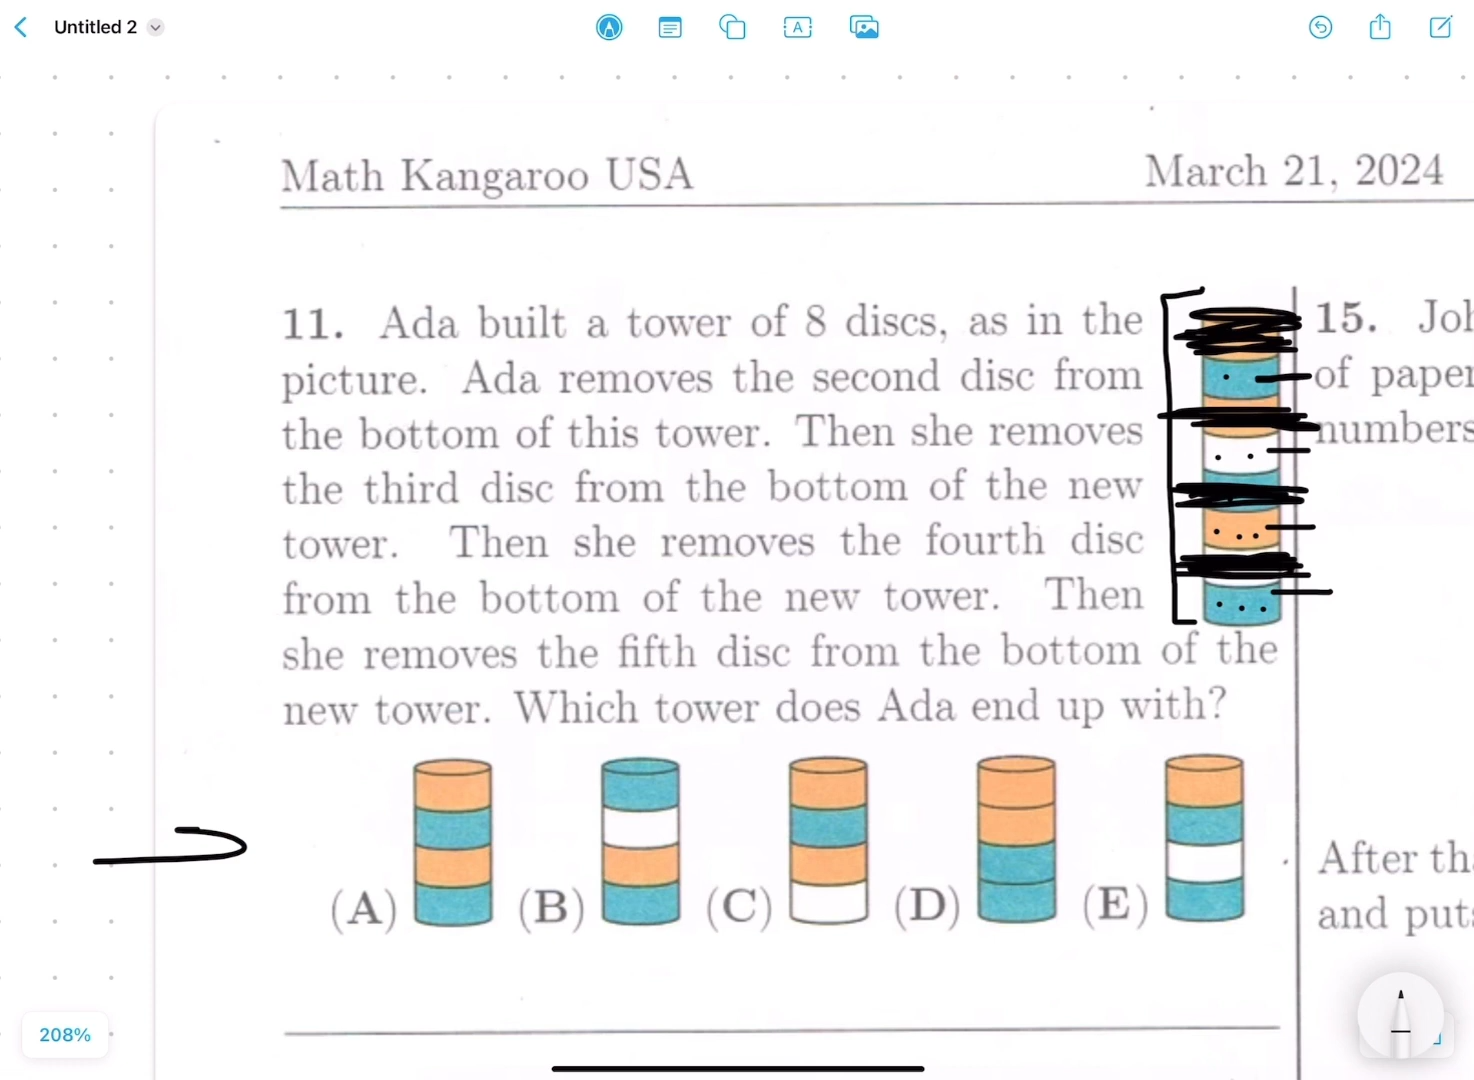 Untitled 2
Math Kangaroo USA
March 21, 2024
11. Ada built a tower of 8 discs, as in the
picture. Ada removes the second disc from
the bottom of this tower. Then she removes
the third disc from the bottom of the new
tower. Then she removes the fourth disc
from the bottom of the new tower. Then
she removes the fifth disc from the bottom of the
new tower. Which tower does Ada end up with?
(A) (B) (C) (D) (E)
15.
of paper
numbers
After
and put
208%